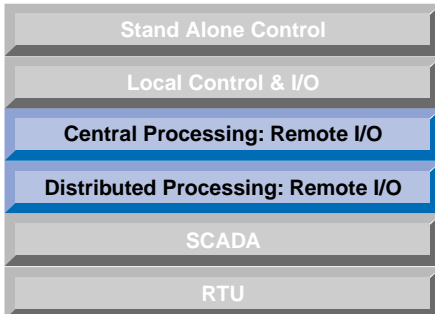 Stand Alone Control
Local Control & I/O
Central Processing: Remote I/O
Distributed Processing: Remote I/O
SCADA
RTU